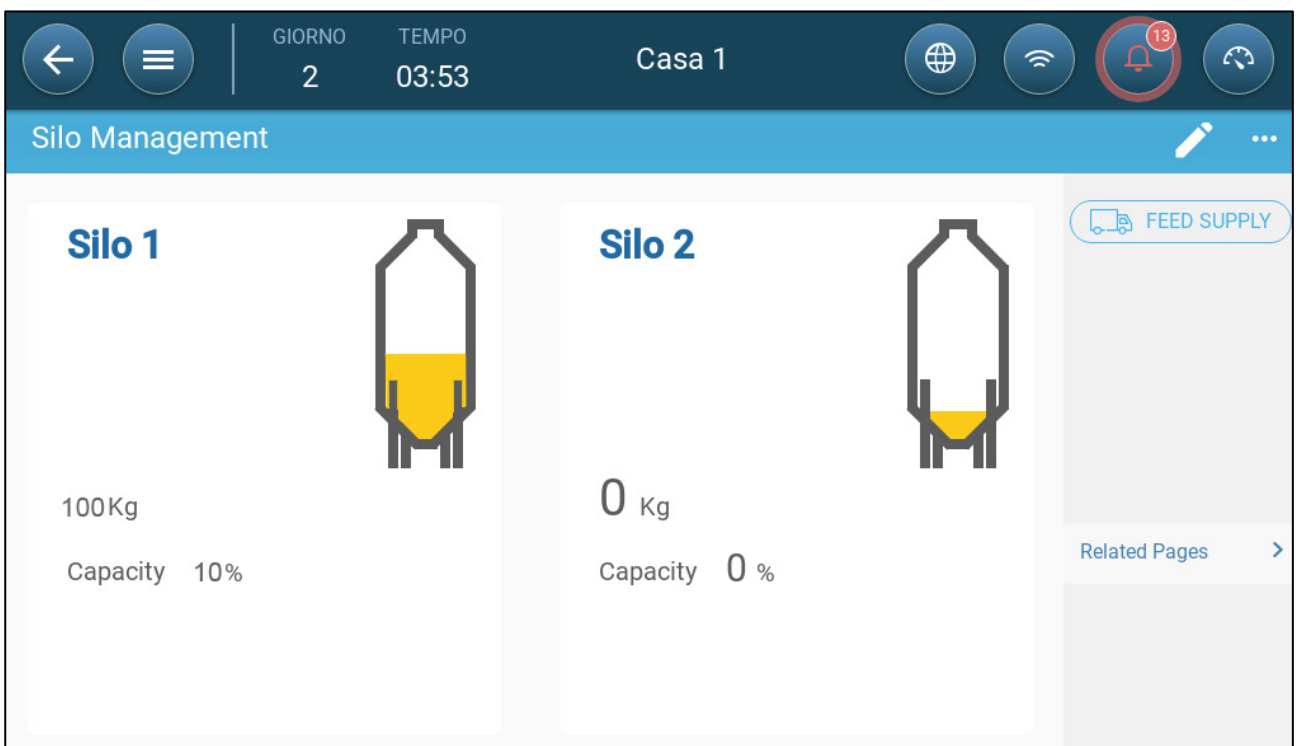 GIORNO TEMPO
2 03:53 Casa 1 13
Silo Management
Silo 1 Silo 2 FEED SUPPLY
100Kg 0 Kg
Related Pages
Capacity 10% Capacity 0 %